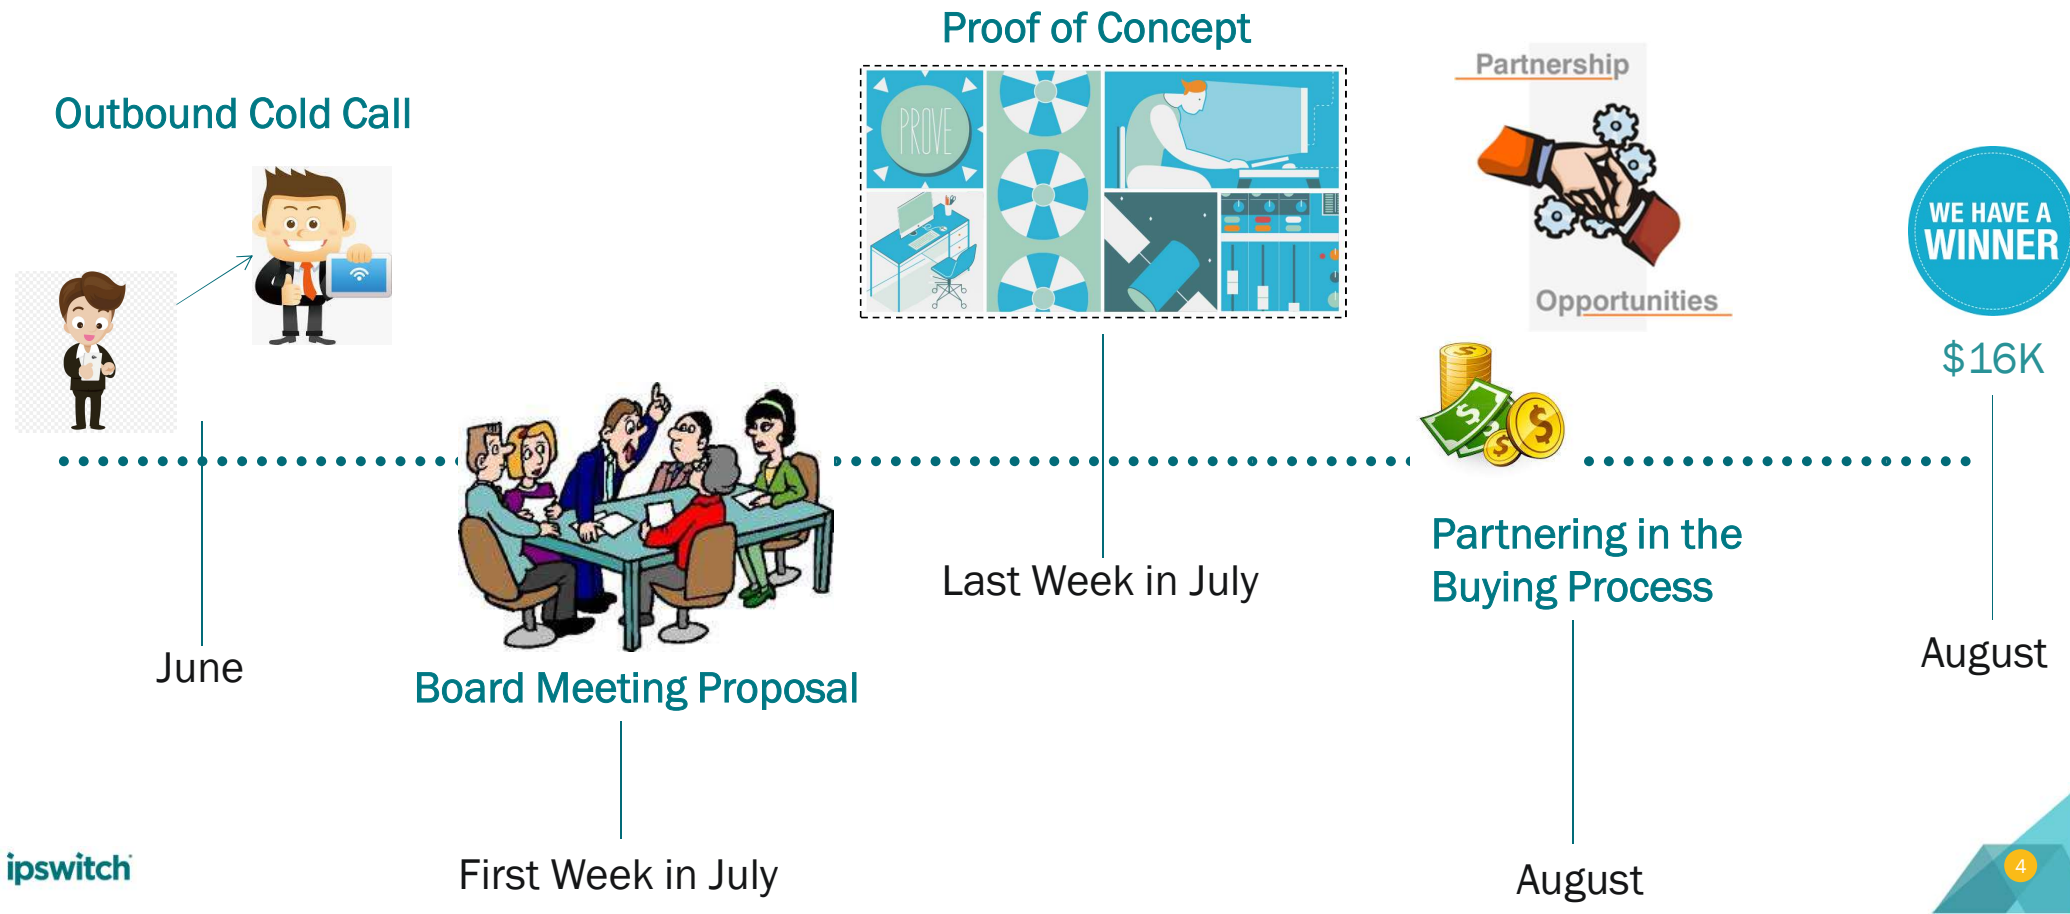 Proof of Concept
Outbound Cold Call
PROVE
Partnership
Opportunities
WE HAVE A
WINNER
$16K
Partnering in the
Buying Process
Last Week in July
June
August
Board Meeting Proposal
First Week in July
August
ipswitch
4